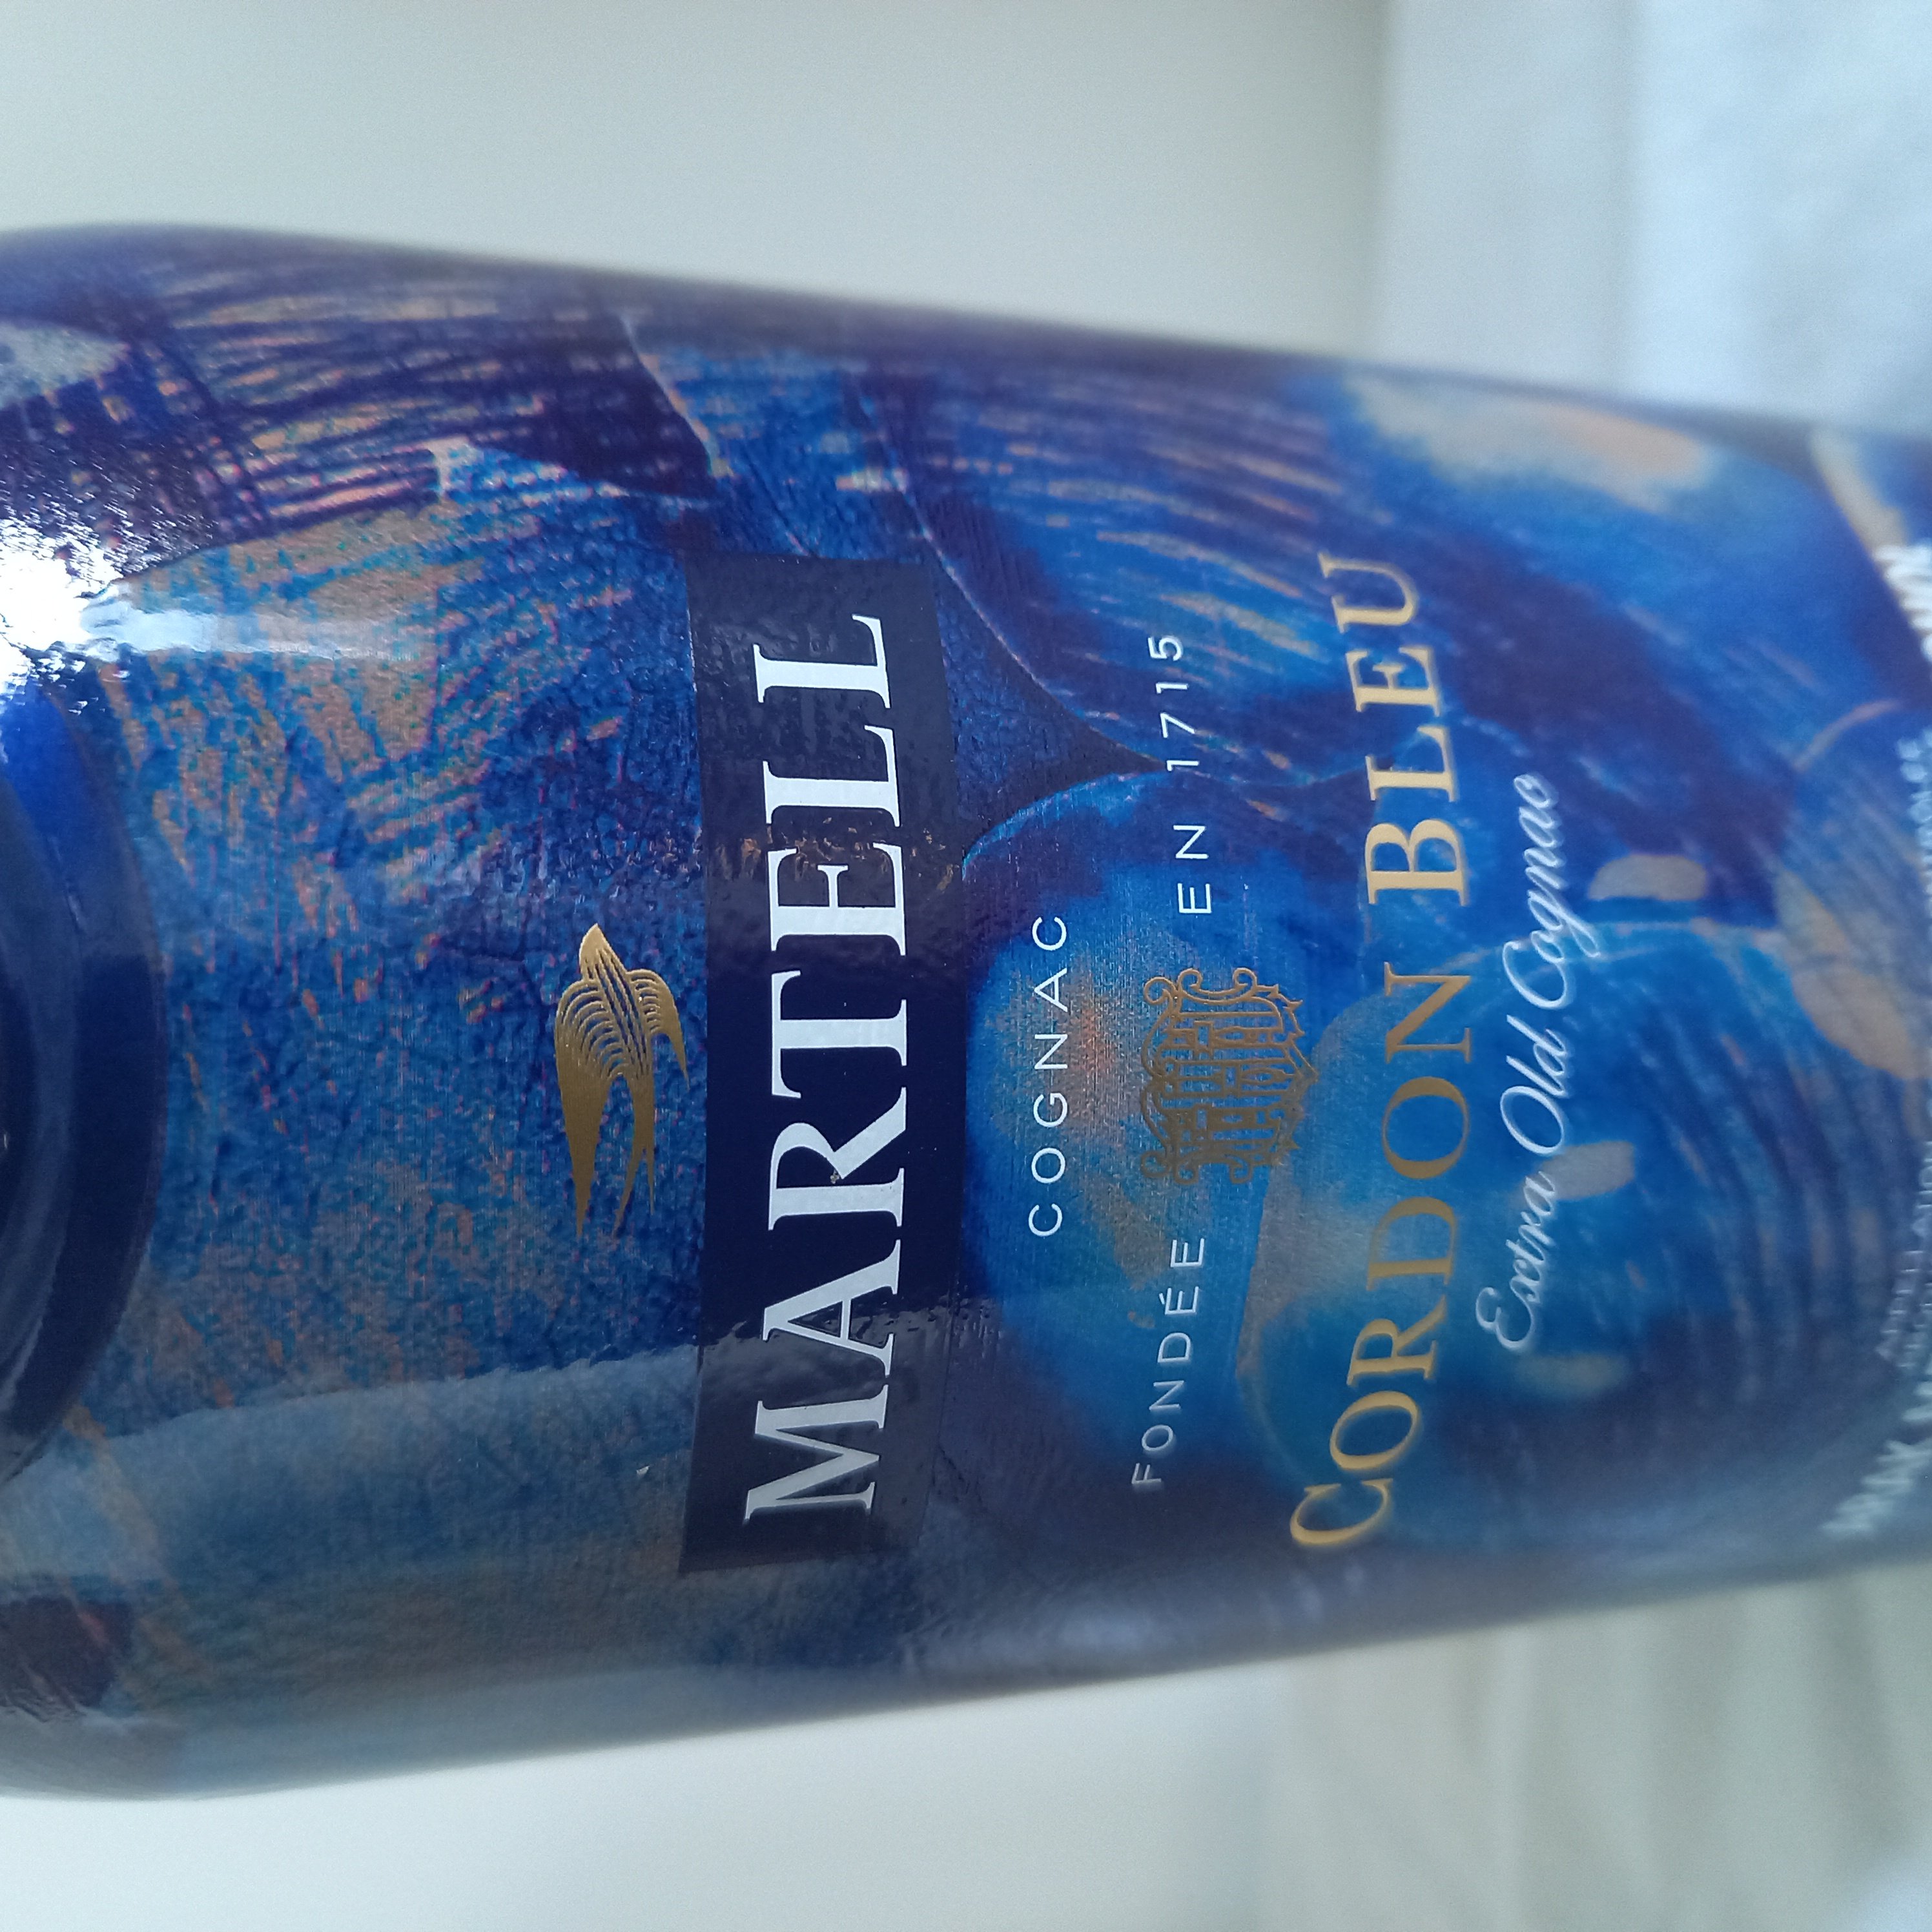 MARTELL
COGNAC
FONDÉE EN 1715
CORDON BLEU
Extra Old Cognac